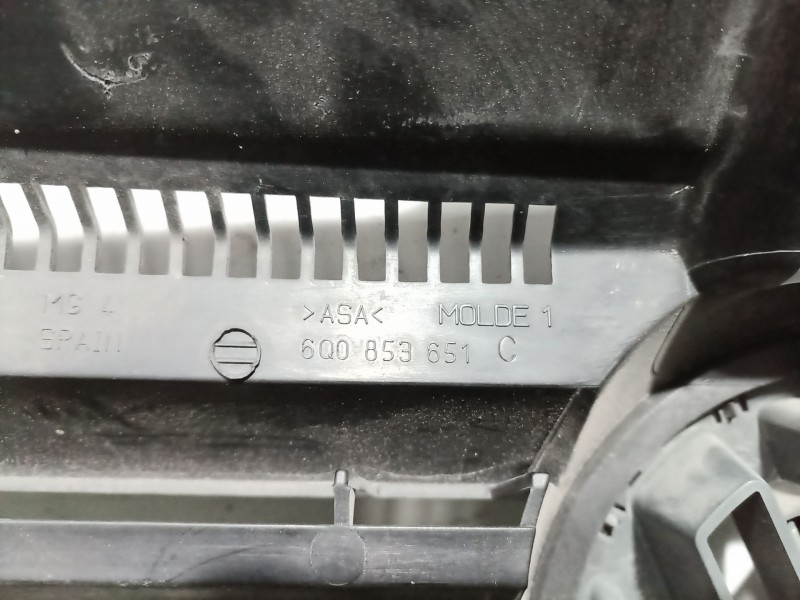 MG 4
SPAIN
>ASA< MOLDE 1
6Q0 853 651 C